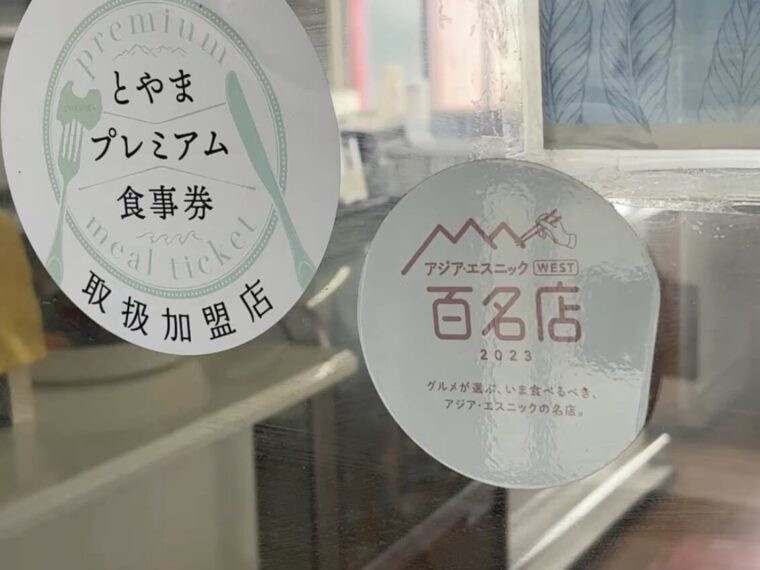 premium
とやま
プレミアム
食事券
meal ticket
取扱加盟店
アジア・エスニック WEST
百名店
2023
グルメが選ぶ、いま食べるべき、
アジア・エスニックの名店。